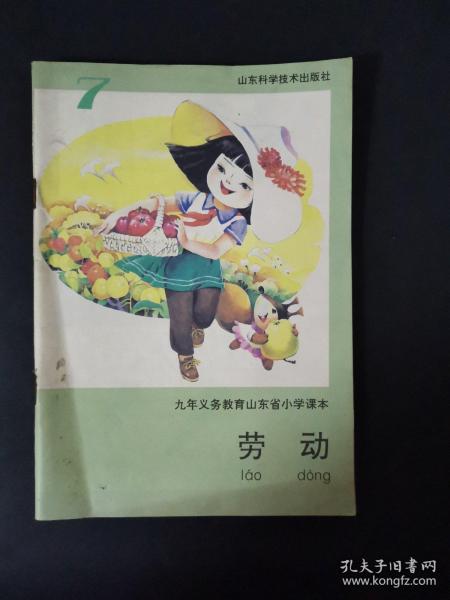 7
山东科学技术出版社
九年义务教育山东省小学课本
劳 动
láo dòng
孔夫子旧书网
www.kongfz.com